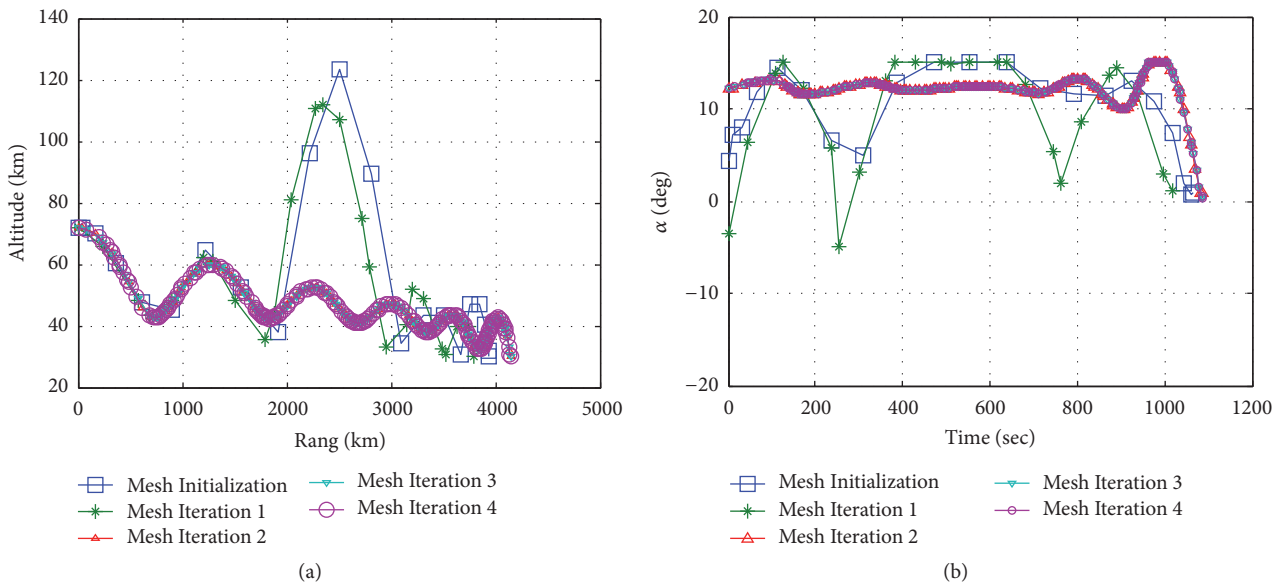 140
120
100
80
60
40
20
Altitude (km)
0
1000
2000
3000
4000
5000
Rang (km)
Mesh Initialization
Mesh Iteration 1
Mesh Iteration 2
Mesh Iteration 3
Mesh Iteration 4
(a)
20
10
0
−10
−20
α (deg)
0
200
400
600
800
1000
1200
Time (sec)
Mesh Initialization
Mesh Iteration 1
Mesh Iteration 2
Mesh Iteration 3
Mesh Iteration 4
(b)